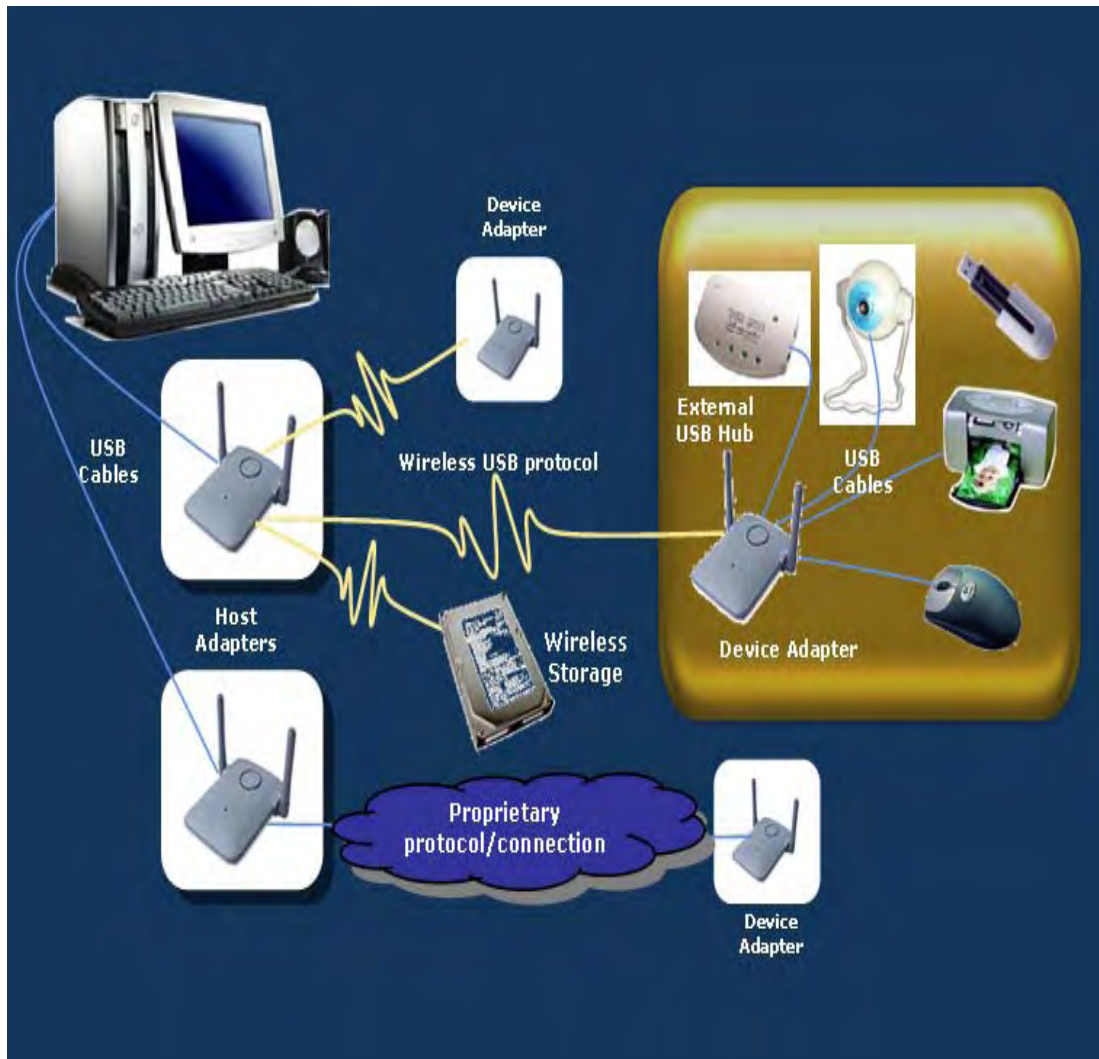 Device
Adapter
External
USB Hub
USB
Cables
Wireless USB protocol
USB
Cables
Host
Adapters
Wireless
Storage
Device Adapter
Proprietary
protocol/connection
Device
Adapter